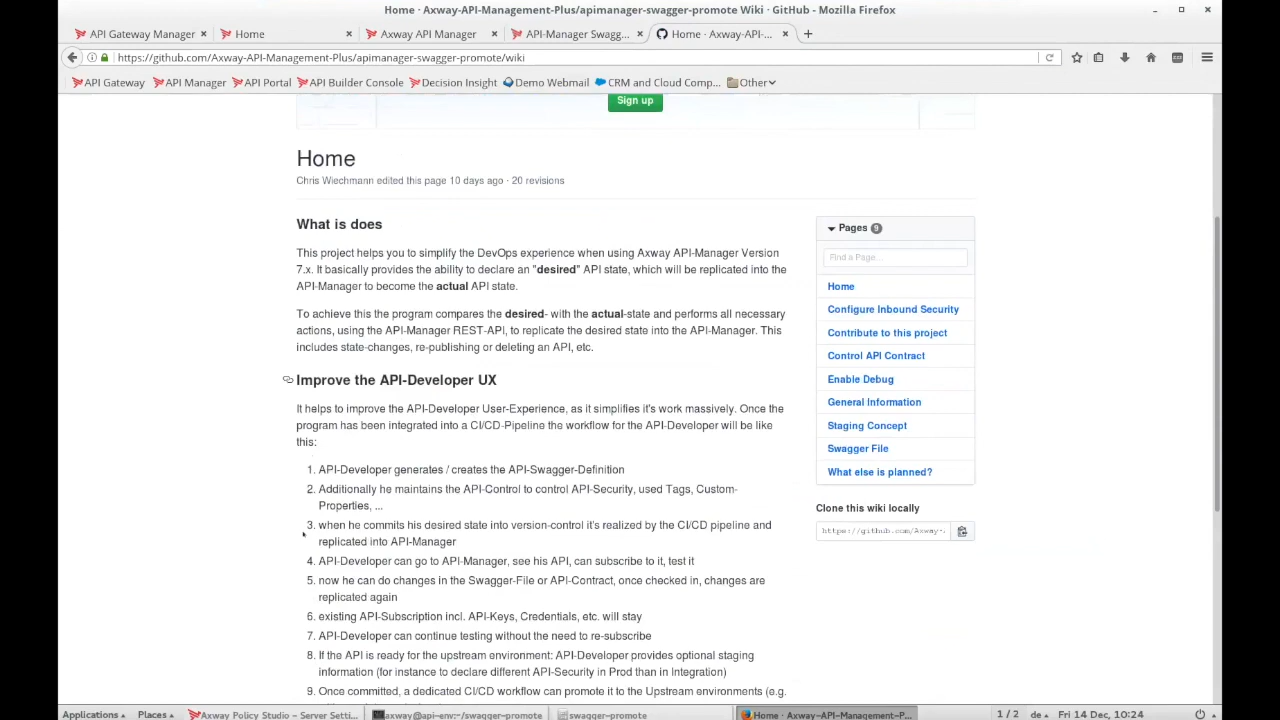 Home · Axway-API-Management-Plus/apimanager-swagger-promote Wiki · GitHub - Mozilla Firefox
API Gateway Manager × Home × Axway API Manager × API-Manager Swagg... × Home · Axway-API-... × +
https://github.com/Axway-API-Management-Plus/apimanager-swagger-promote/wiki
API Gateway API Manager API Portal API Builder Console Decision Insight Demo Webmail CRM and Cloud Comp... Other
Sign up
Home
Chris Wiechmann edited this page 10 days ago · 20 revisions
What is does
This project helps you to simplify the DevOps experience when using Axway API-Manager Version
7.x. It basically provides the ability to declare an "desired" API state, which will be replicated into the
API-Manager to become the actual API state.
To achieve this the program compares the desired- with the actual-state and performs all necessary
actions, using the API-Manager REST-API, to replicate the desired state into the API-Manager. This
includes state-changes, re-publishing or deleting an API, etc.
Improve the API-Developer UX
It helps to improve the API-Developer User-Experience, as it simplifies it's work massively. Once the
program has been integrated into a CI/CD-Pipeline the workflow for the API-Developer will be like
this:
1. API-Developer generates / creates the API-Swagger-Definition
2. Additionally he maintains the API-Control to control API-Security, used Tags, Custom-
Properties, ...
3. when he commits his desired state into version-control it's realized by the CI/CD pipeline and
replicated into API-Manager
4. API-Developer can go to API-Manager, see his API, can subscribe to it, test it
5. now he can do changes in the Swagger-File or API-Contract, once checked in, changes are
replicated again
6. existing API-Subscription incl. API-Keys, Credentials, etc. will stay
7. API-Developer can continue testing without the need to re-subscribe
8. If the API is ready for the upstream environment: API-Developer provides optional staging
information (for instance to declare different API-Security in Prod than in Integration)
9. Once committed, a dedicated CI/CD workflow can promote it to the Upstream environments (e.g.
Pages 9
Find a Page...
Home
Configure Inbound Security
Contribute to this project
Control API Contract
Enable Debug
General Information
Staging Concept
Swagger File
What else is planned?
Clone this wiki locally
https://github.com/Axway-
Applications Places Axway Policy Studio - Server Setti... axway@api-env:~/swagger-promote swagger-promote Home · Axway-API-Management-P... 1 / 2 de Fri 14 Dec, 10:24